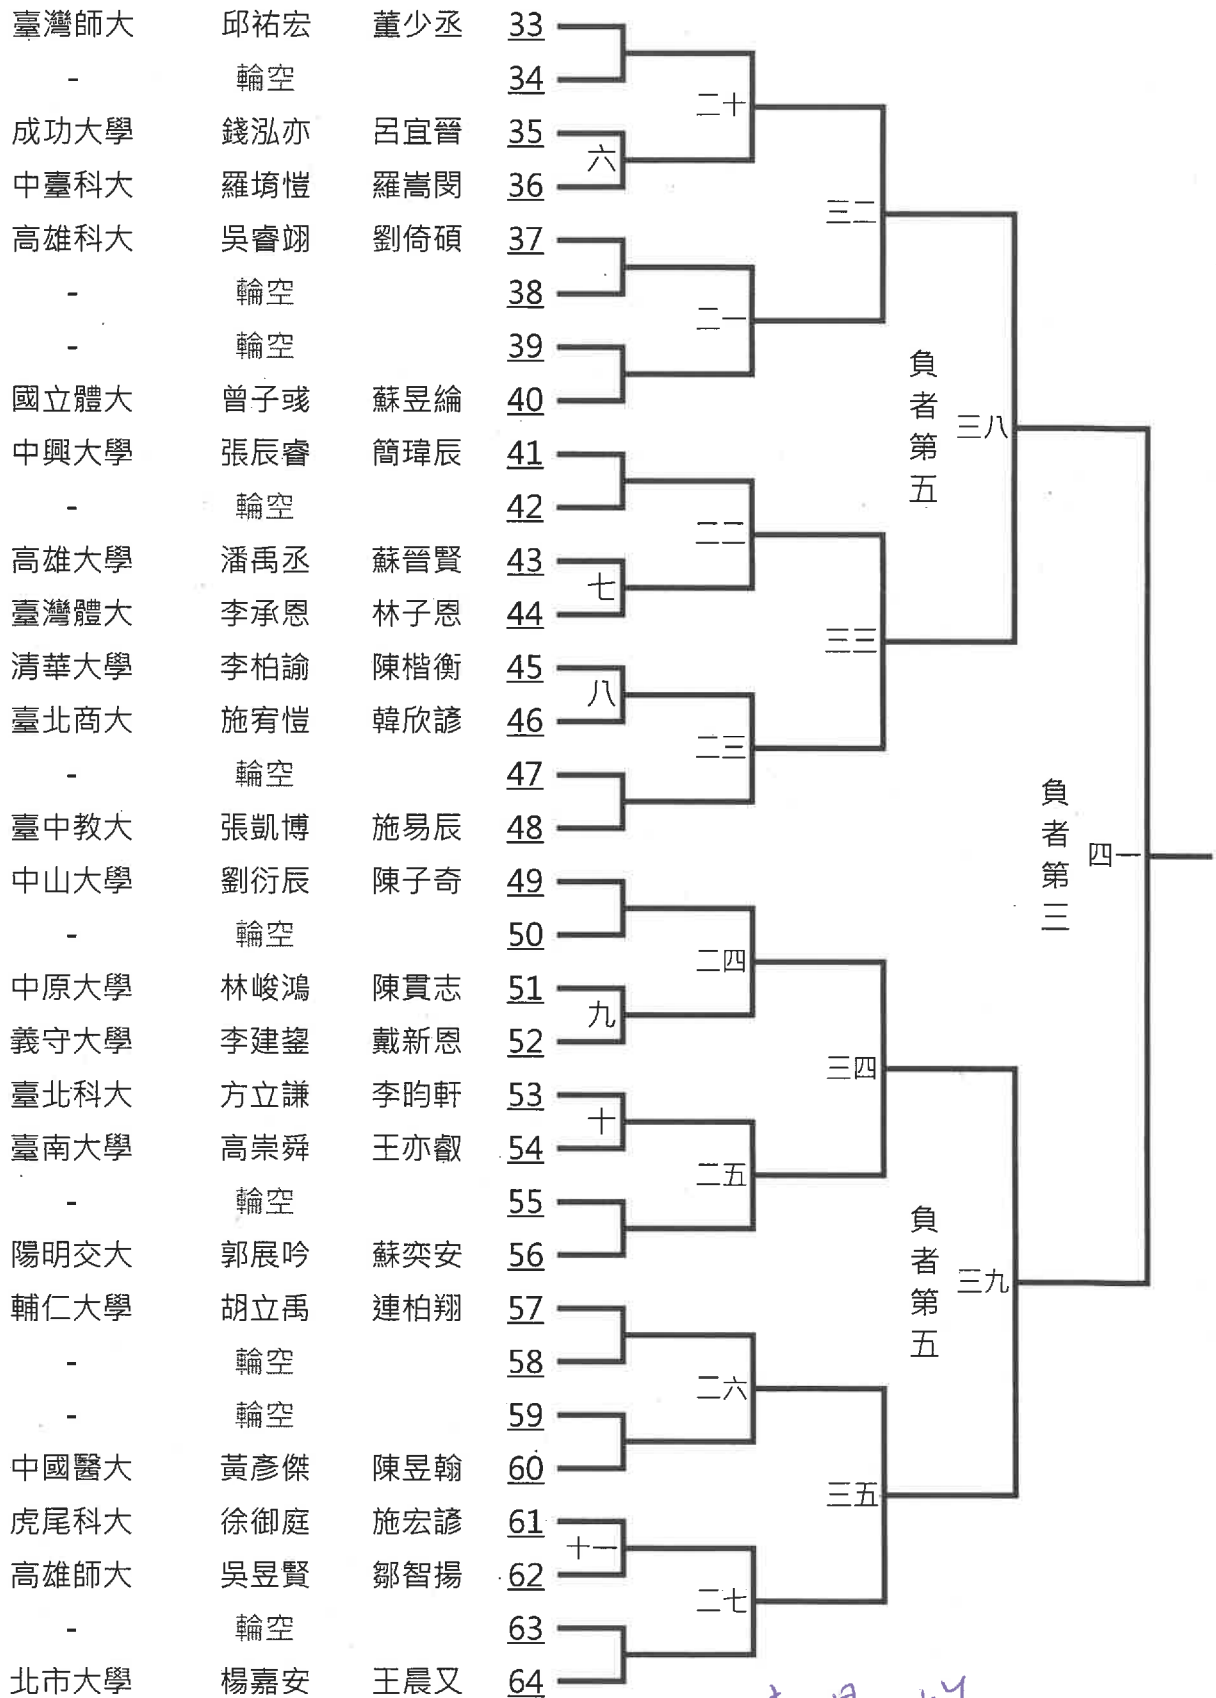 臺灣師大 邱祐宏 董少丞 33
- 輪空 34
二十
成功大學 錢泓亦 呂宜晉 35
六
中臺科大 羅堉愷 羅嵩閔 36
三二
高雄科大 吳睿翊 劉倚碩 37
- 輪空 38
二一
- 輪空 39
國立體大 曾子彧 蘇昱綸 40
負者第五
三八
中興大學 張辰睿 簡瑋辰 41
- 輪空 42
二二
高雄大學 潘禹丞 蘇晉賢 43
七
臺灣體大 李承恩 林子恩 44
三三
清華大學 李柏諭 陳楷衡 45
八
臺北商大 施宥愷 韓欣諺 46
二三
- 輪空 47
臺中教大 張凱博 施易辰 48
負者第三
四一
中山大學 劉衍辰 陳子奇 49
- 輪空 50
二四
中原大學 林峻鴻 陳貫志 51
九
義守大學 李建鋆 戴新恩 52
三四
臺北科大 方立謙 李昀軒 53
十
臺南大學 高崇舜 王亦叡 54
二五
- 輪空 55
陽明交大 郭展吟 蘇奕安 56
負者第五
三九
輔仁大學 胡立禹 連柏翔 57
- 輪空 58
二六
- 輪空 59
中國醫大 黃彥傑 陳昱翰 60
三五
虎尾科大 徐御庭 施宏諺 61
十一
高雄師大 吳昱賢 鄒智揚 62
二七
- 輪空 63
北市大學 楊嘉安 王晨又 64